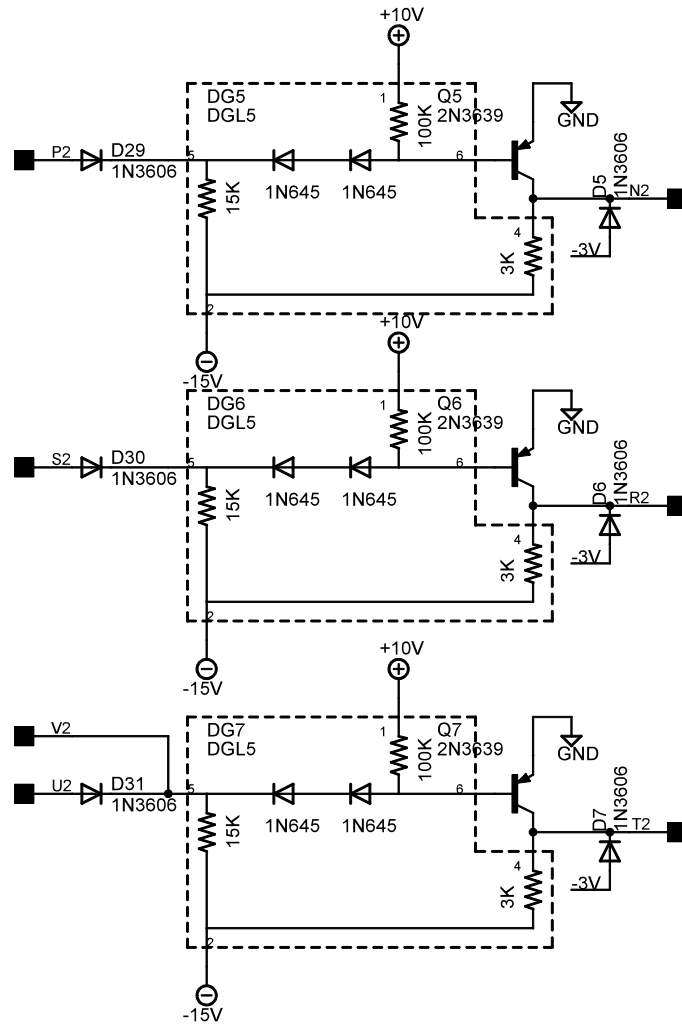 +10V
DG5
DGL5
Q5
2N3639
1
100K
GND
P2
D29
1N3606
5
15K
1N645
1N645
6
D5
1N3606
N2
4
3K
-3V
2
-15V
+10V
DG6
DGL5
Q6
2N3639
1
100K
GND
S2
D30
1N3606
5
15K
1N645
1N645
6
D6
1N3606
R2
4
3K
-3V
2
-15V
+10V
V2
DG7
DGL5
Q7
2N3639
1
100K
GND
U2
D31
1N3606
5
15K
1N645
1N645
6
D7
1N3606
T2
4
3K
-3V
2
-15V